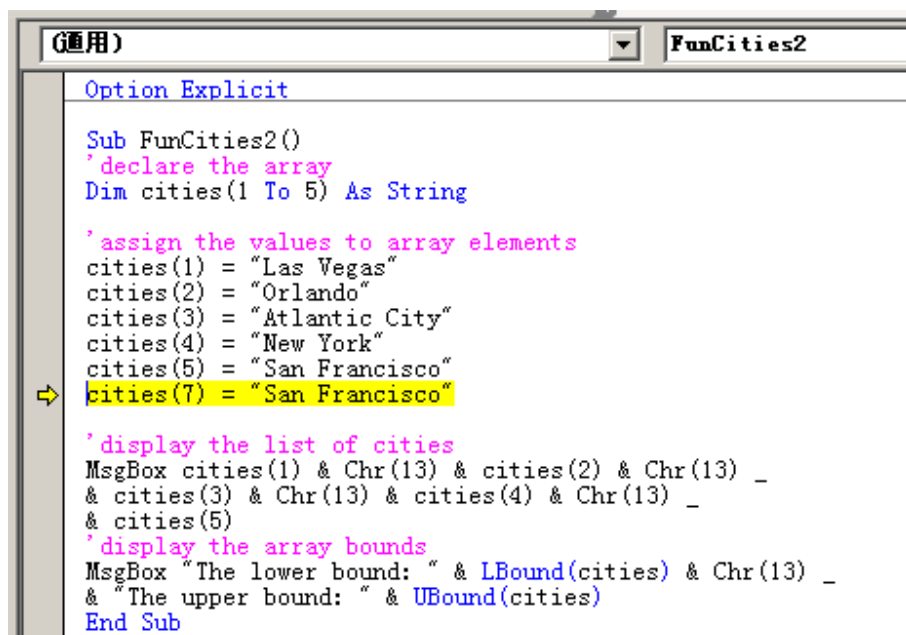 (通用)
FunCities2
Option Explicit
Sub FunCities2()
'declare the array
Dim cities(1 To 5) As String
'assign the values to array elements
cities(1) = "Las Vegas"
cities(2) = "Orlando"
cities(3) = "Atlantic City"
cities(4) = "New York"
cities(5) = "San Francisco"
cities(7) = "San Francisco"
'display the list of cities
MsgBox cities(1) & Chr(13) & cities(2) & Chr(13) _
& cities(3) & Chr(13) & cities(4) & Chr(13) _
& cities(5)
'display the array bounds
MsgBox "The lower bound: " & LBound(cities) & Chr(13) _
& "The upper bound: " & UBound(cities)
End Sub